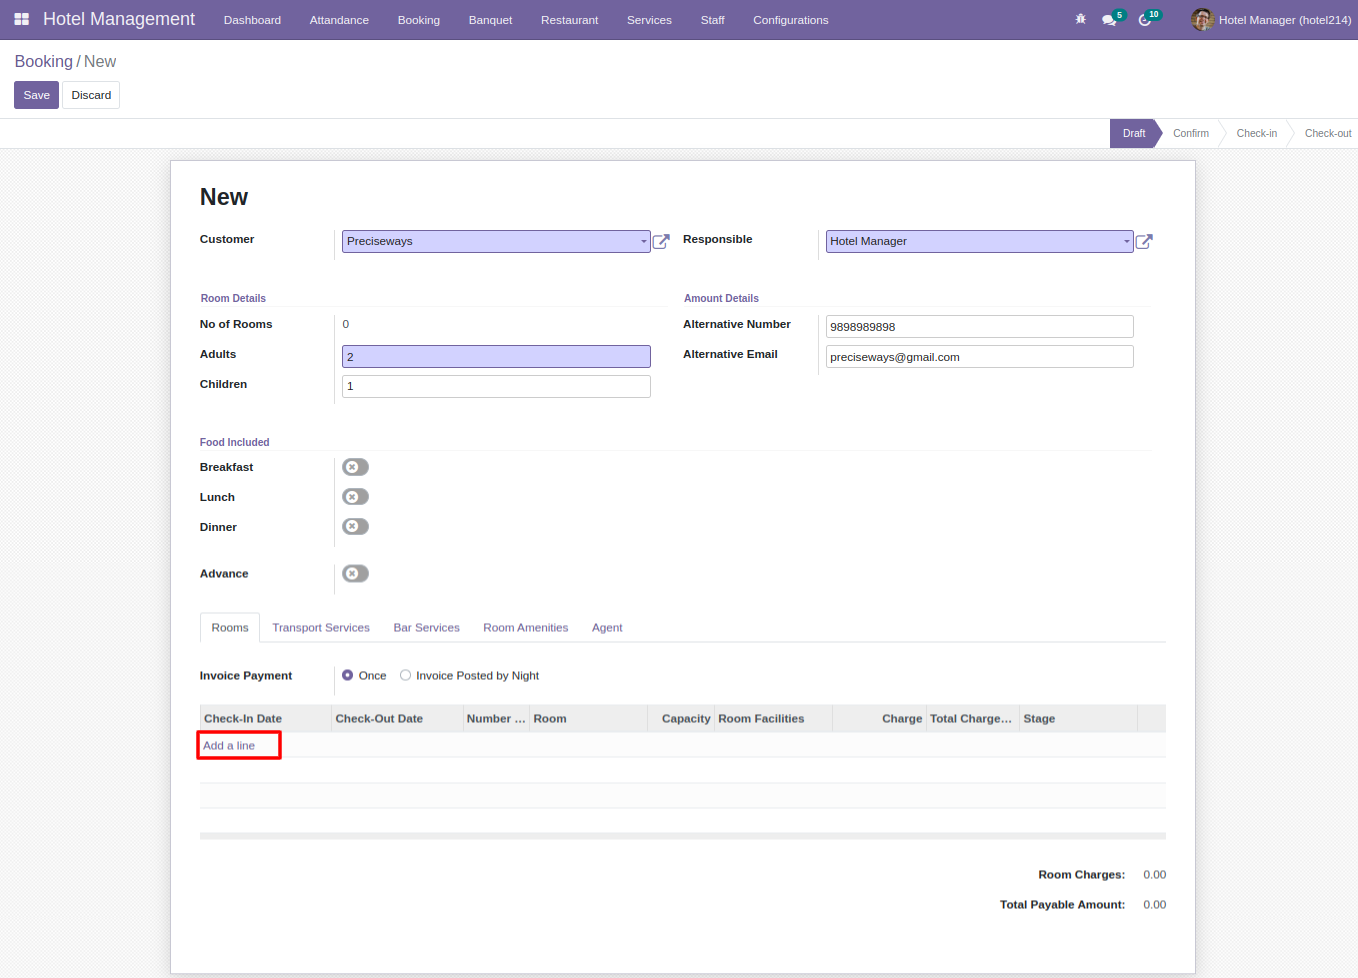 Hotel Management Dashboard Attendance Booking Banquet Restaurant Services Staff Configurations 5 10 Hotel Manager (hotel214)
Booking / New
Save Discard
Draft Confirm Check-in Check-out
New
Customer Preciseways Responsible Hotel Manager
Room Details Amount Details
No of Rooms 0 Alternative Number 9898989898
Adults 2 Alternative Email preciseways@gmail.com
Children 1
Food Included
Breakfast
Lunch
Dinner
Advance
Rooms Transport Services Bar Services Room Amenities Agent
Invoice Payment Once Invoice Posted by Night
Check-In Date Check-Out Date Number ... Room Capacity Room Facilities Charge Total Charge... Stage
Add a line
Room Charges: 0.00
Total Payable Amount: 0.00